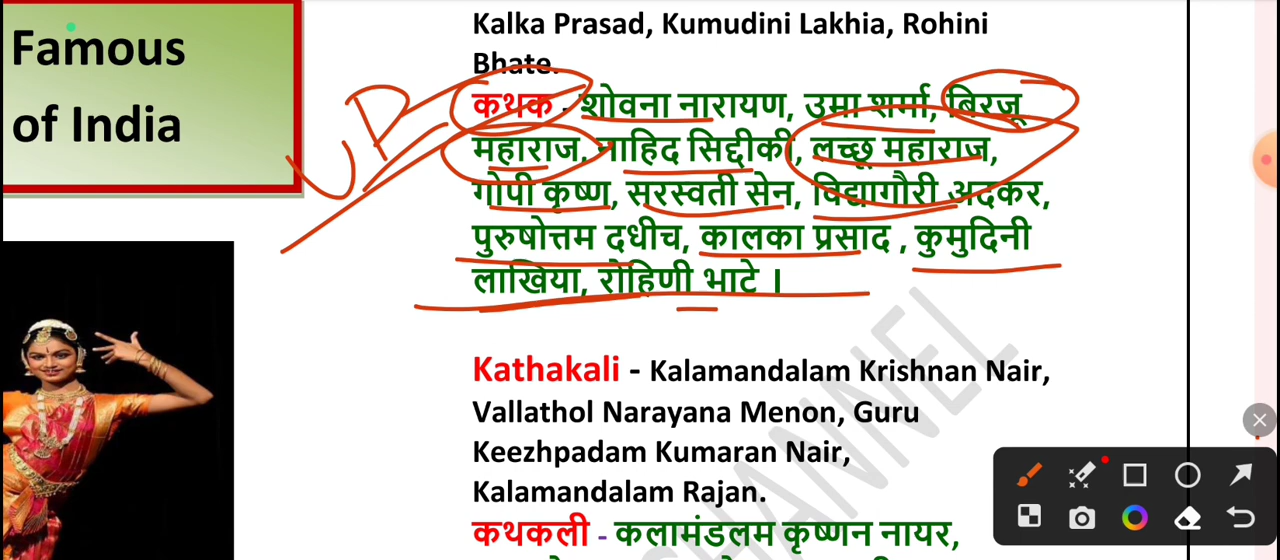 Famous
of India
Kalka Prasad, Kumudini Lakhia, Rohini
Bhate.
कथक - शोवना नारायण, उमा शर्मा, बिरजू
महाराज, नाहिद सिद्दीकी, लच्छू महाराज,
गोपी कृष्ण, सरस्वती सेन, विद्यागौरी अदकर,
पुरुषोत्तम दधीच, कालका प्रसाद , कुमुदिनी
लाखिया, रोहिणी भाटे ।
UP
Kathakali - Kalamandalam Krishnan Nair,
Vallathol Narayana Menon, Guru
Keezhpadam Kumaran Nair,
Kalamandalam Rajan.
कथकली - कलामंडलम कृष्णन नायर,
CHANNEL